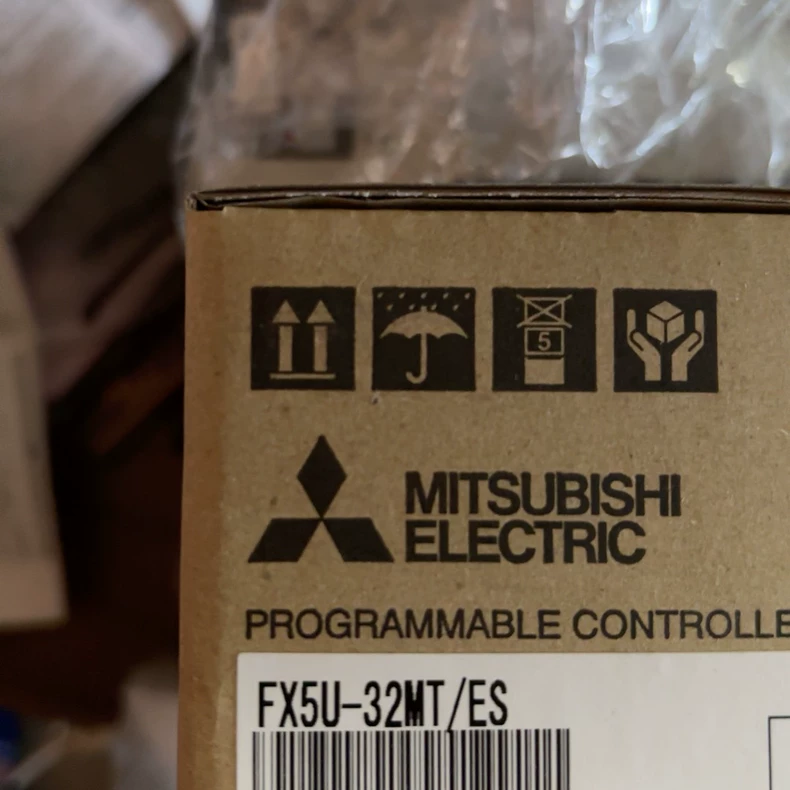 5
MITSUBISHI
ELECTRIC
PROGRAMMABLE CONTROLLE
FX5U-32MT/ES